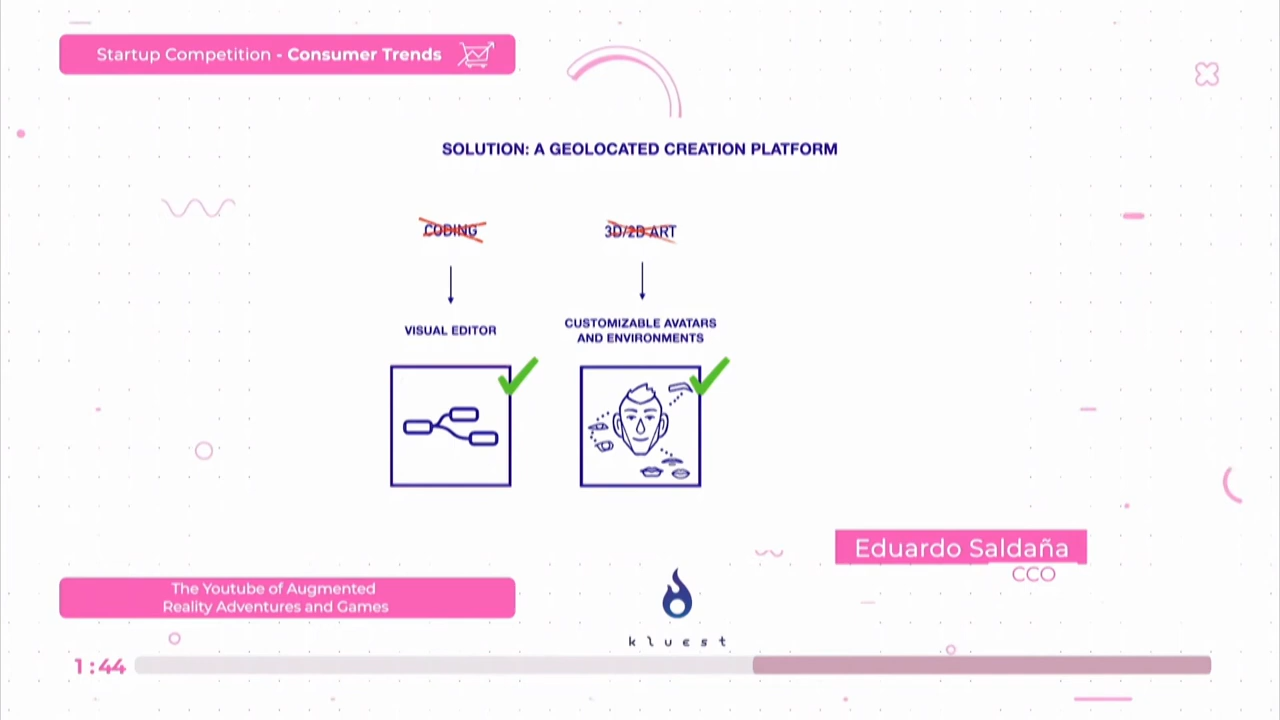 Startup Competition - Consumer Trends
SOLUTION: A GEOLOCATED CREATION PLATFORM
CODING
3D/2D ART
VISUAL EDITOR
CUSTOMIZABLE AVATARS
AND ENVIRONMENTS
Eduardo Saldaña
CCO
The Youtube of Augmented
Reality Adventures and Games
kluest
1:44